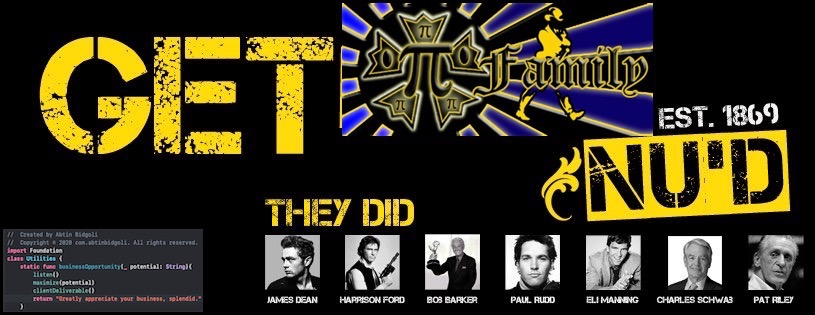 GET
π
Ο π Ο
π π
Family
EST. 1869
NU'D
THEY DID
// Created by Abtin Bidgoli
// Copyright © 2020 com.abtinbidgoli. All rights reserved.
import Foundation
class Utilities {
static func businessOpportunity(_ potential: String){
listen()
maximize(potential)
clientDeliverable()
return "Greatly appreciate your business, splendid."
}
JAMES DEAN
HARRISON FORD
BOB BARKER
PAUL RUDD
ELI MANNING
CHARLES SCHWAB
PAT RILEY